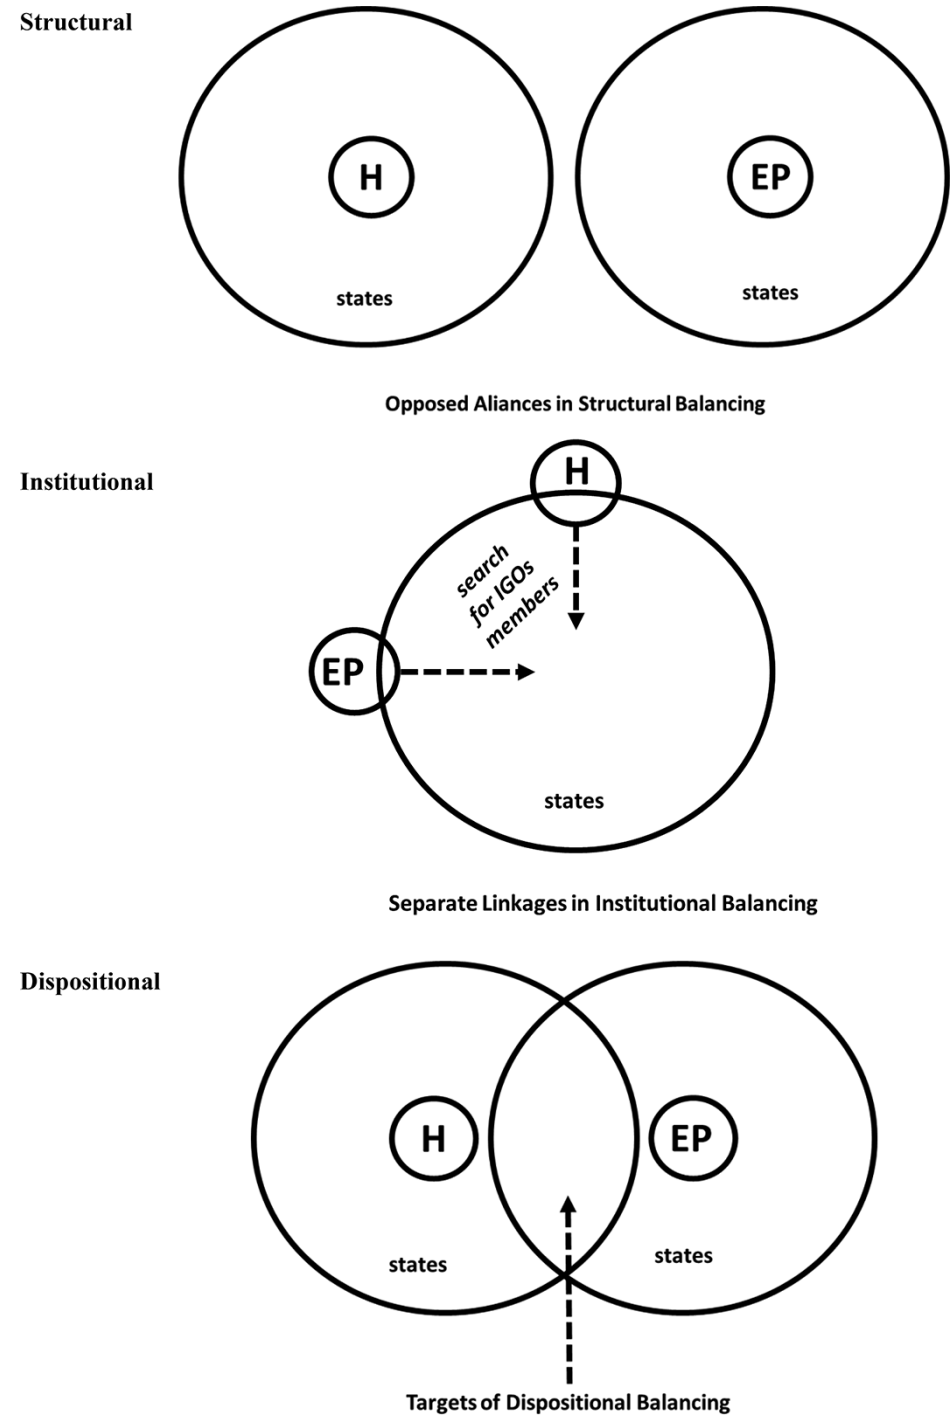 Structural
H
EP
states
states
Opposed Aliances in Structural Balancing
Institutional
H
search
for IGOs
members
EP
states
Separate Linkages in Institutional Balancing
Dispositional
H
EP
states
states
Targets of Dispositional Balancing